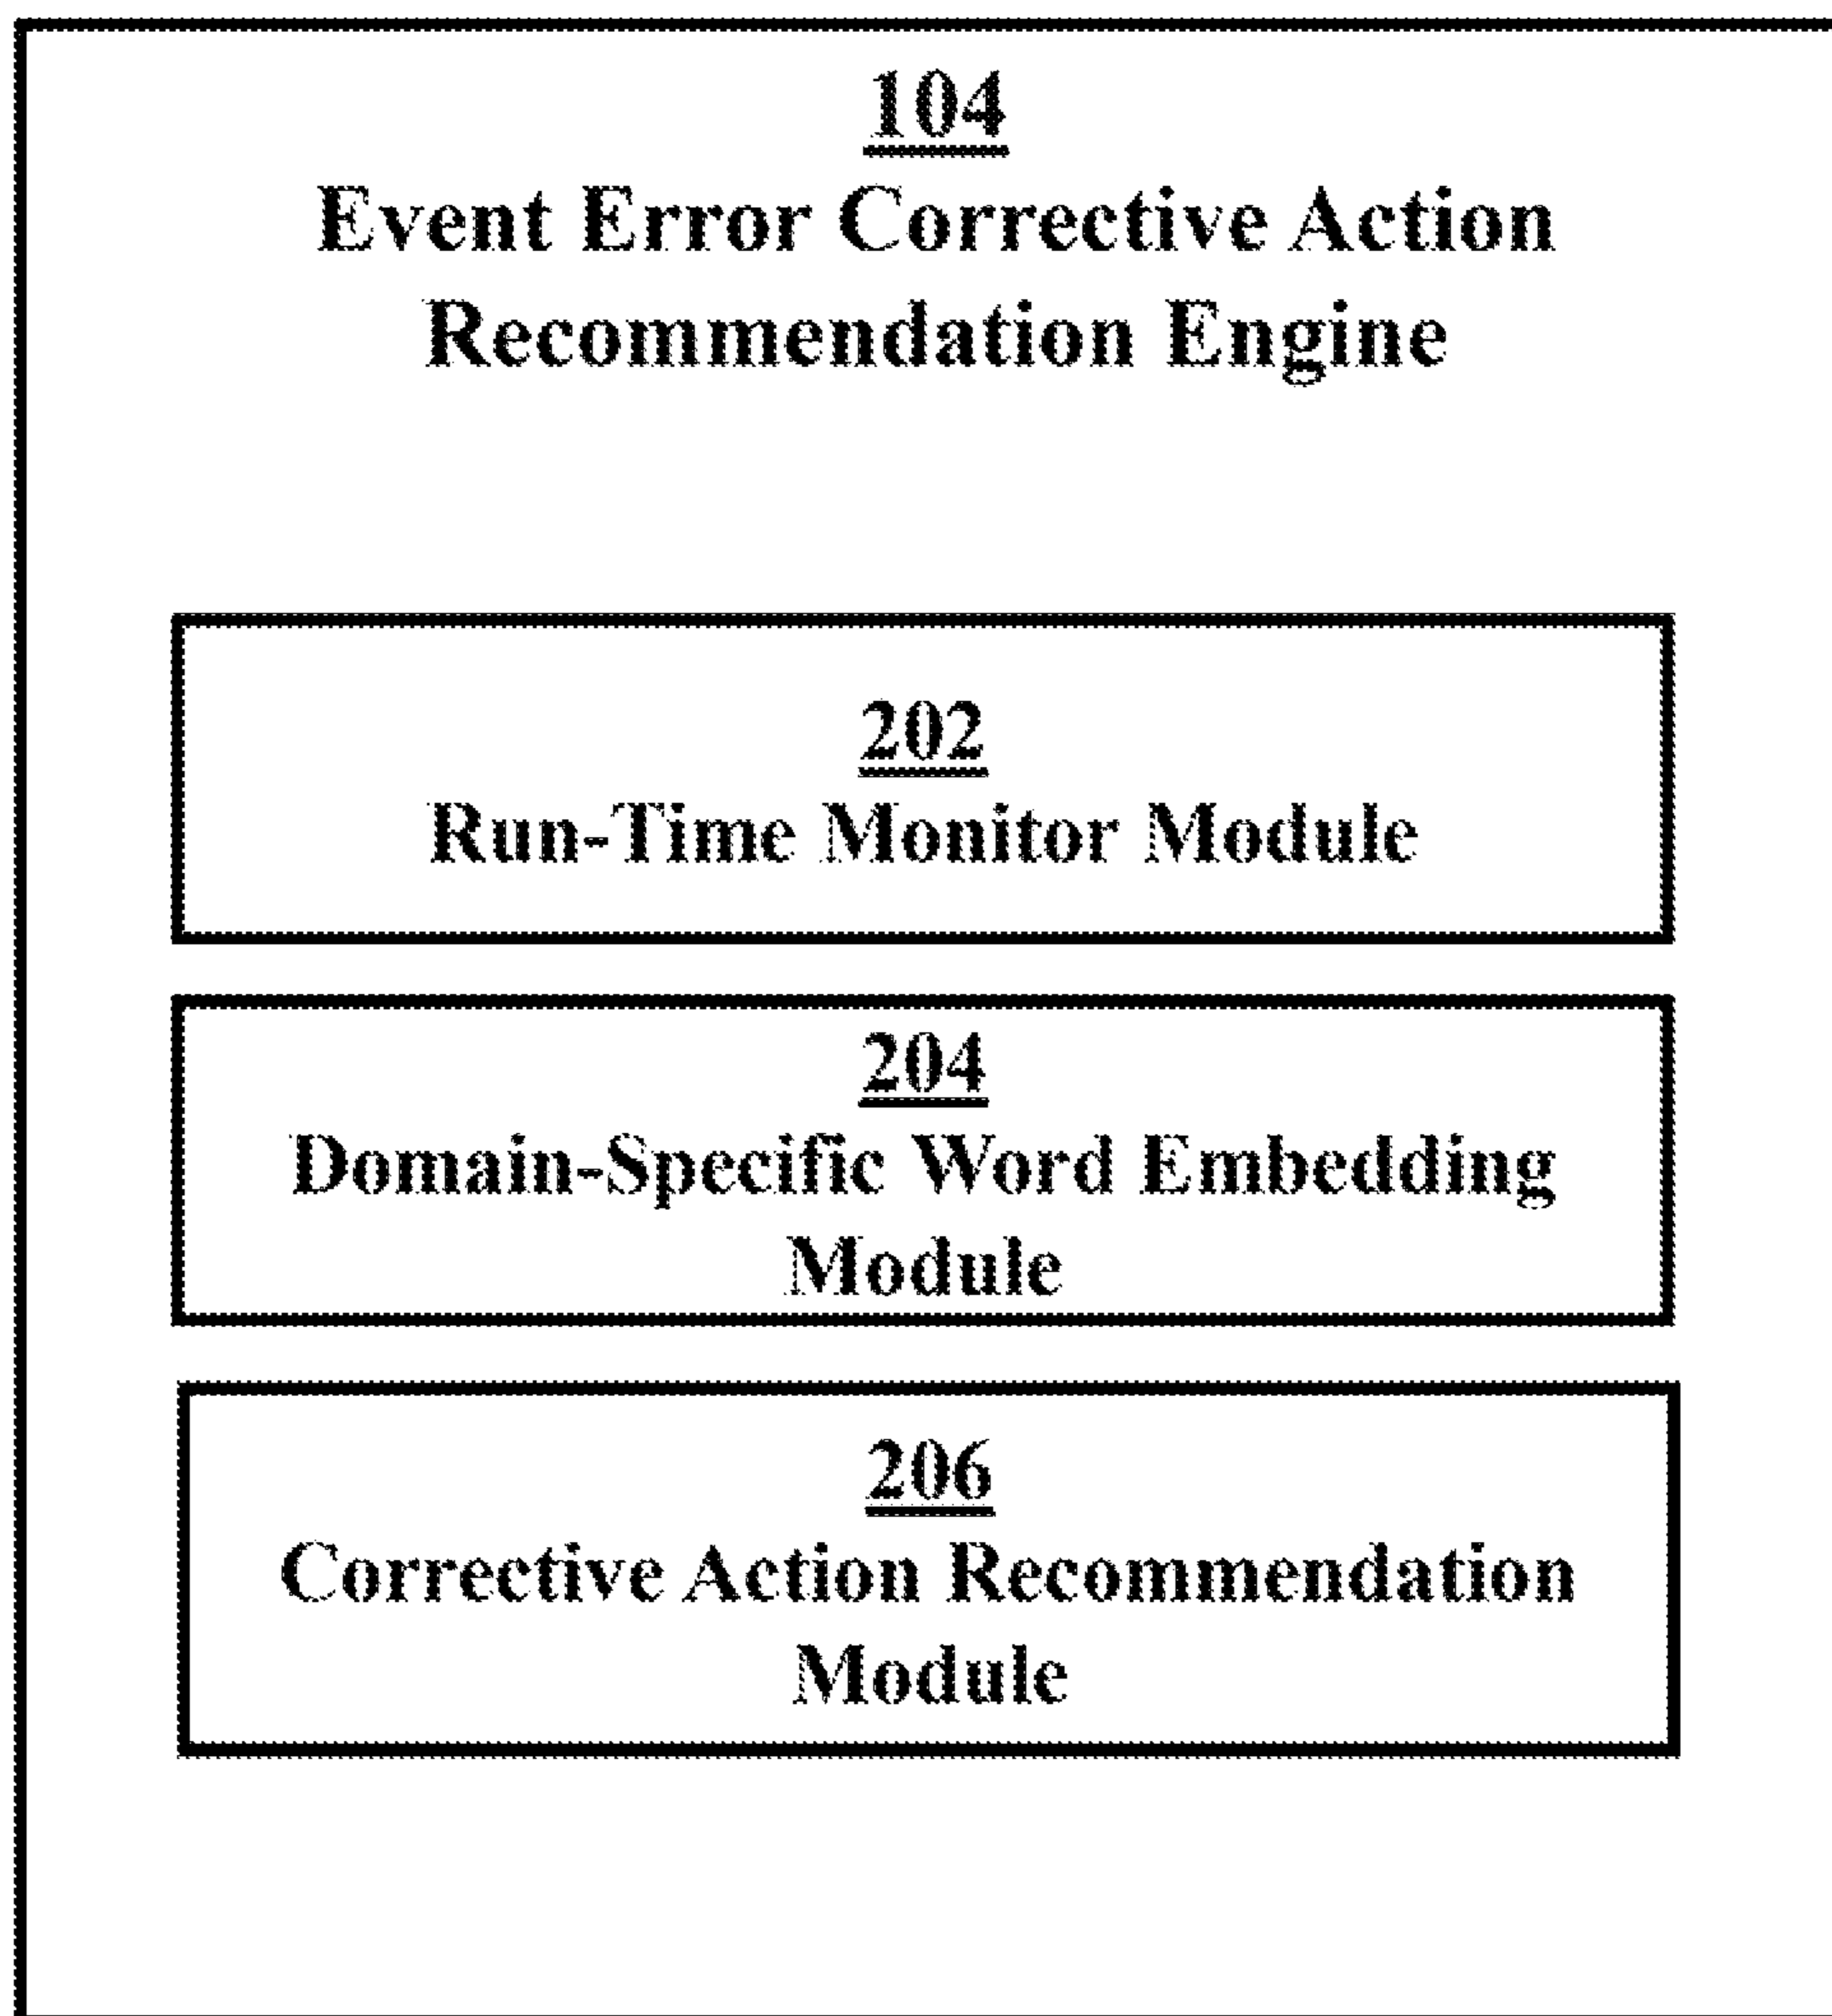 104
Event Error Corrective Action
Recommendation Engine
202
Run-Time Monitor Module
204
Domain-Specific Word Embedding
Module
206
Corrective Action Recommendation
Module